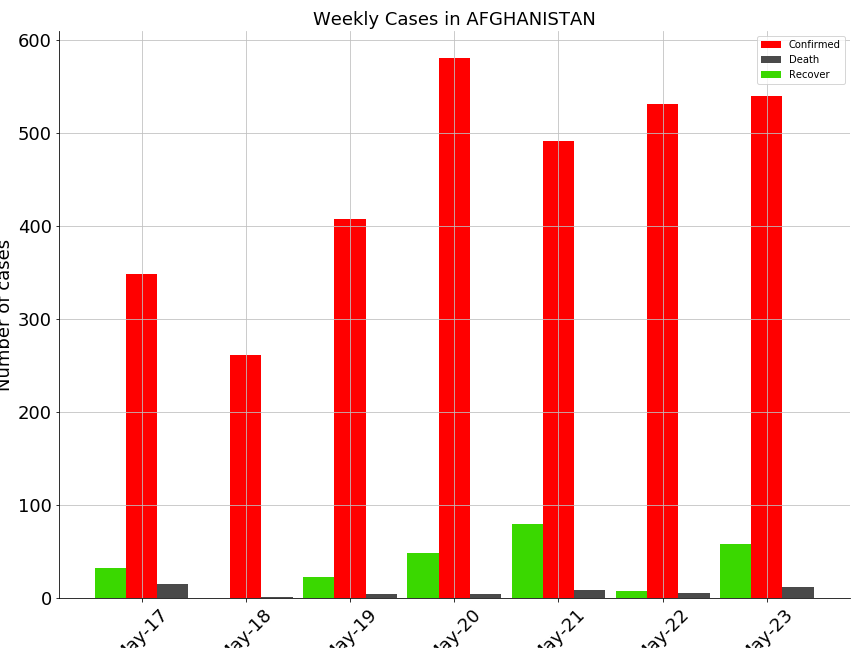 Weekly Cases in AFGHANISTAN
Confirmed
Death
Recover
Number of cases
600
500
400
300
200
100
0
May-17
May-18
May-19
May-20
May-21
May-22
May-23